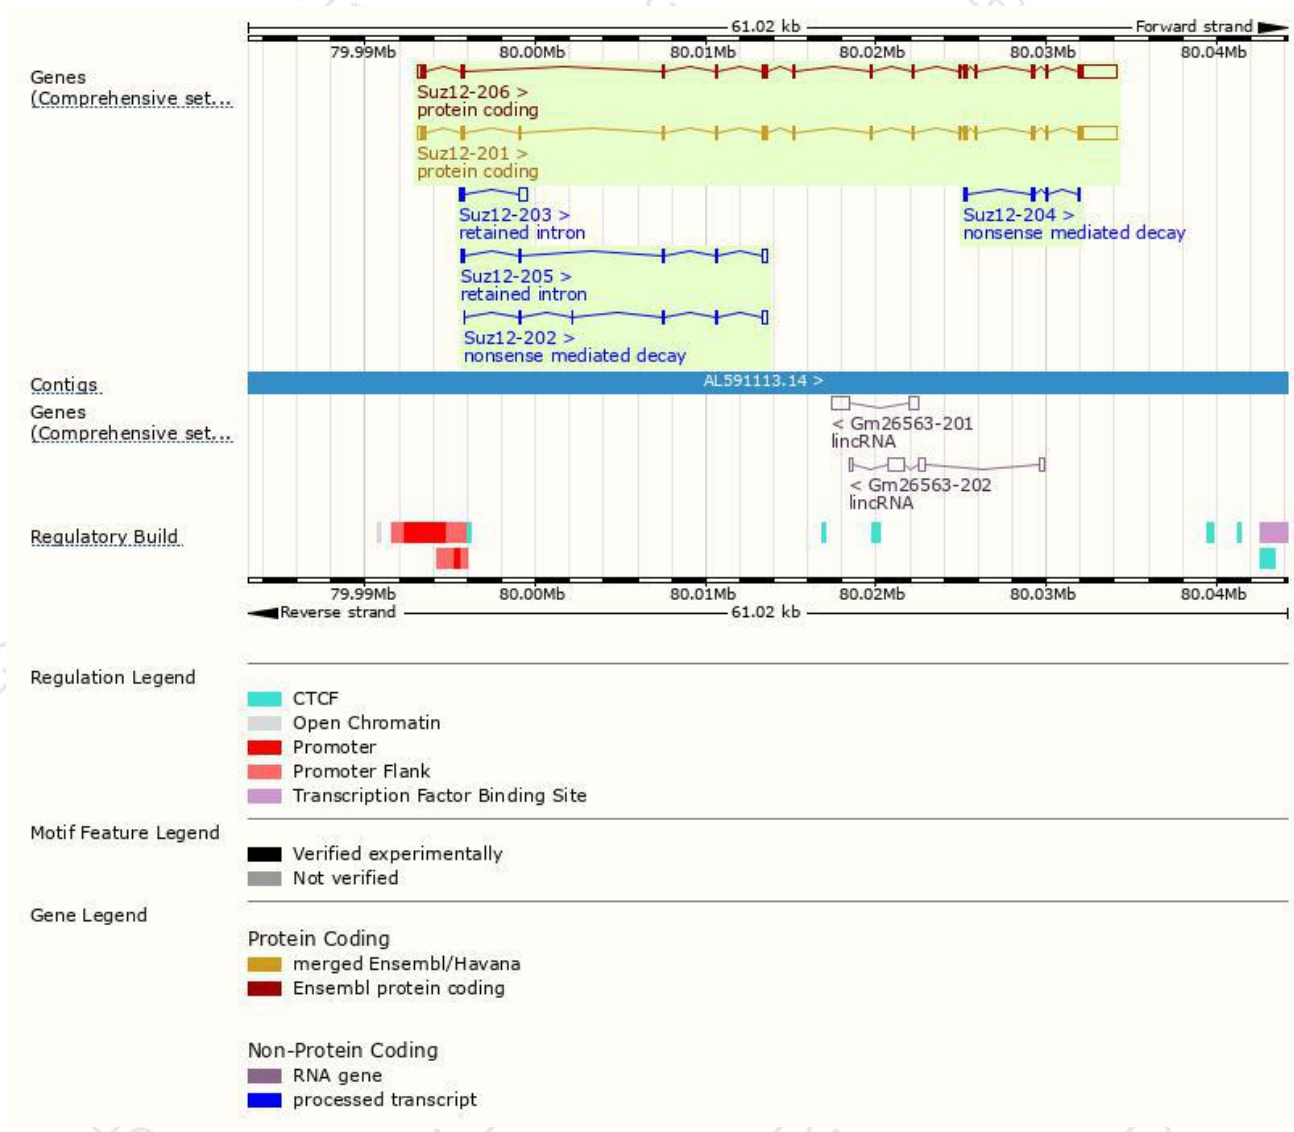 61.02 kb
Forward strand
79.99Mb 80.00Mb 80.01Mb 80.02Mb 80.03Mb 80.04Mb
Genes
(Comprehensive set...
Suz12-206 >
protein coding
Suz12-201 >
protein coding
Suz12-203 >
retained intron
Suz12-204 >
nonsense mediated decay
Suz12-205 >
retained intron
Suz12-202 >
nonsense mediated decay
Contigs
AL591113.14 >
Genes
(Comprehensive set...
< Gm26563-201
lincRNA
< Gm26563-202
lincRNA
Regulatory Build
79.99Mb 80.00Mb 80.01Mb 80.02Mb 80.03Mb 80.04Mb
Reverse strand
61.02 kb
Regulation Legend
CTCF
Open Chromatin
Promoter
Promoter Flank
Transcription Factor Binding Site
Motif Feature Legend
Verified experimentally
Not verified
Gene Legend
Protein Coding
merged Ensembl/Havana
Ensembl protein coding
Non-Protein Coding
RNA gene
processed transcript